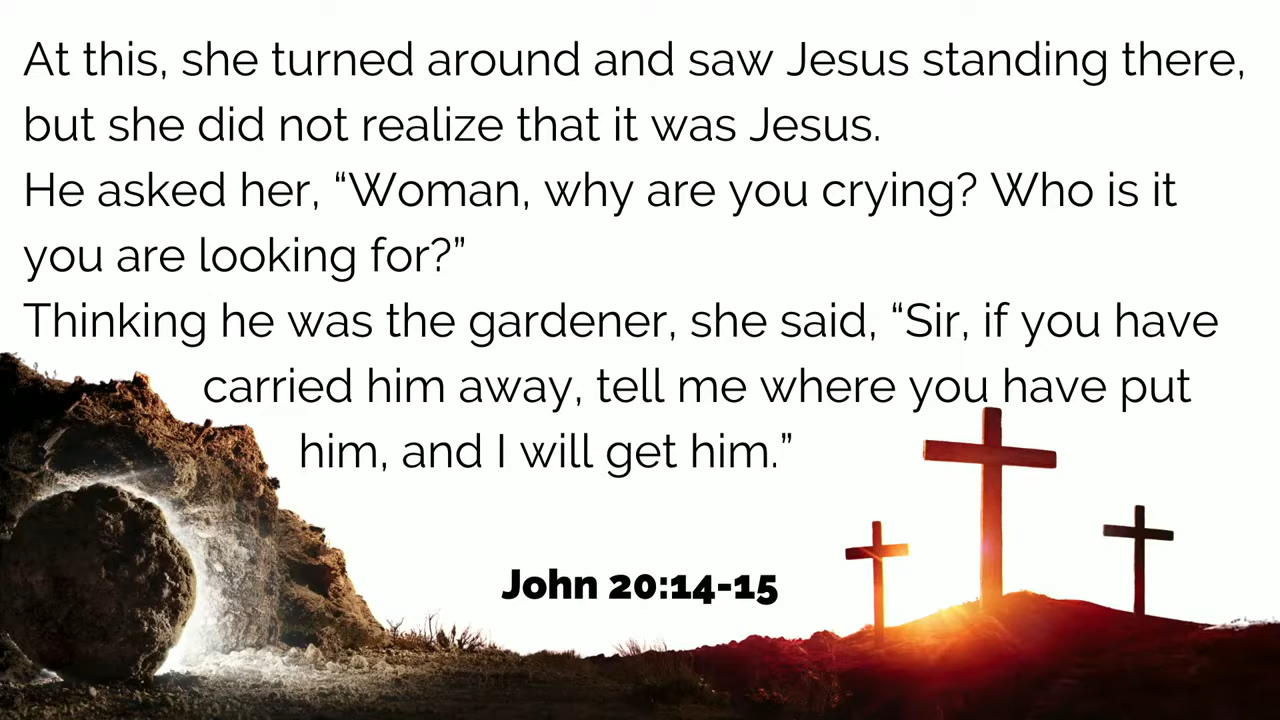 At this, she turned around and saw Jesus standing there,
but she did not realize that it was Jesus.
He asked her, “Woman, why are you crying? Who is it
you are looking for?”
Thinking he was the gardener, she said, “Sir, if you have
carried him away, tell me where you have put
him, and I will get him.”
John 20:14-15